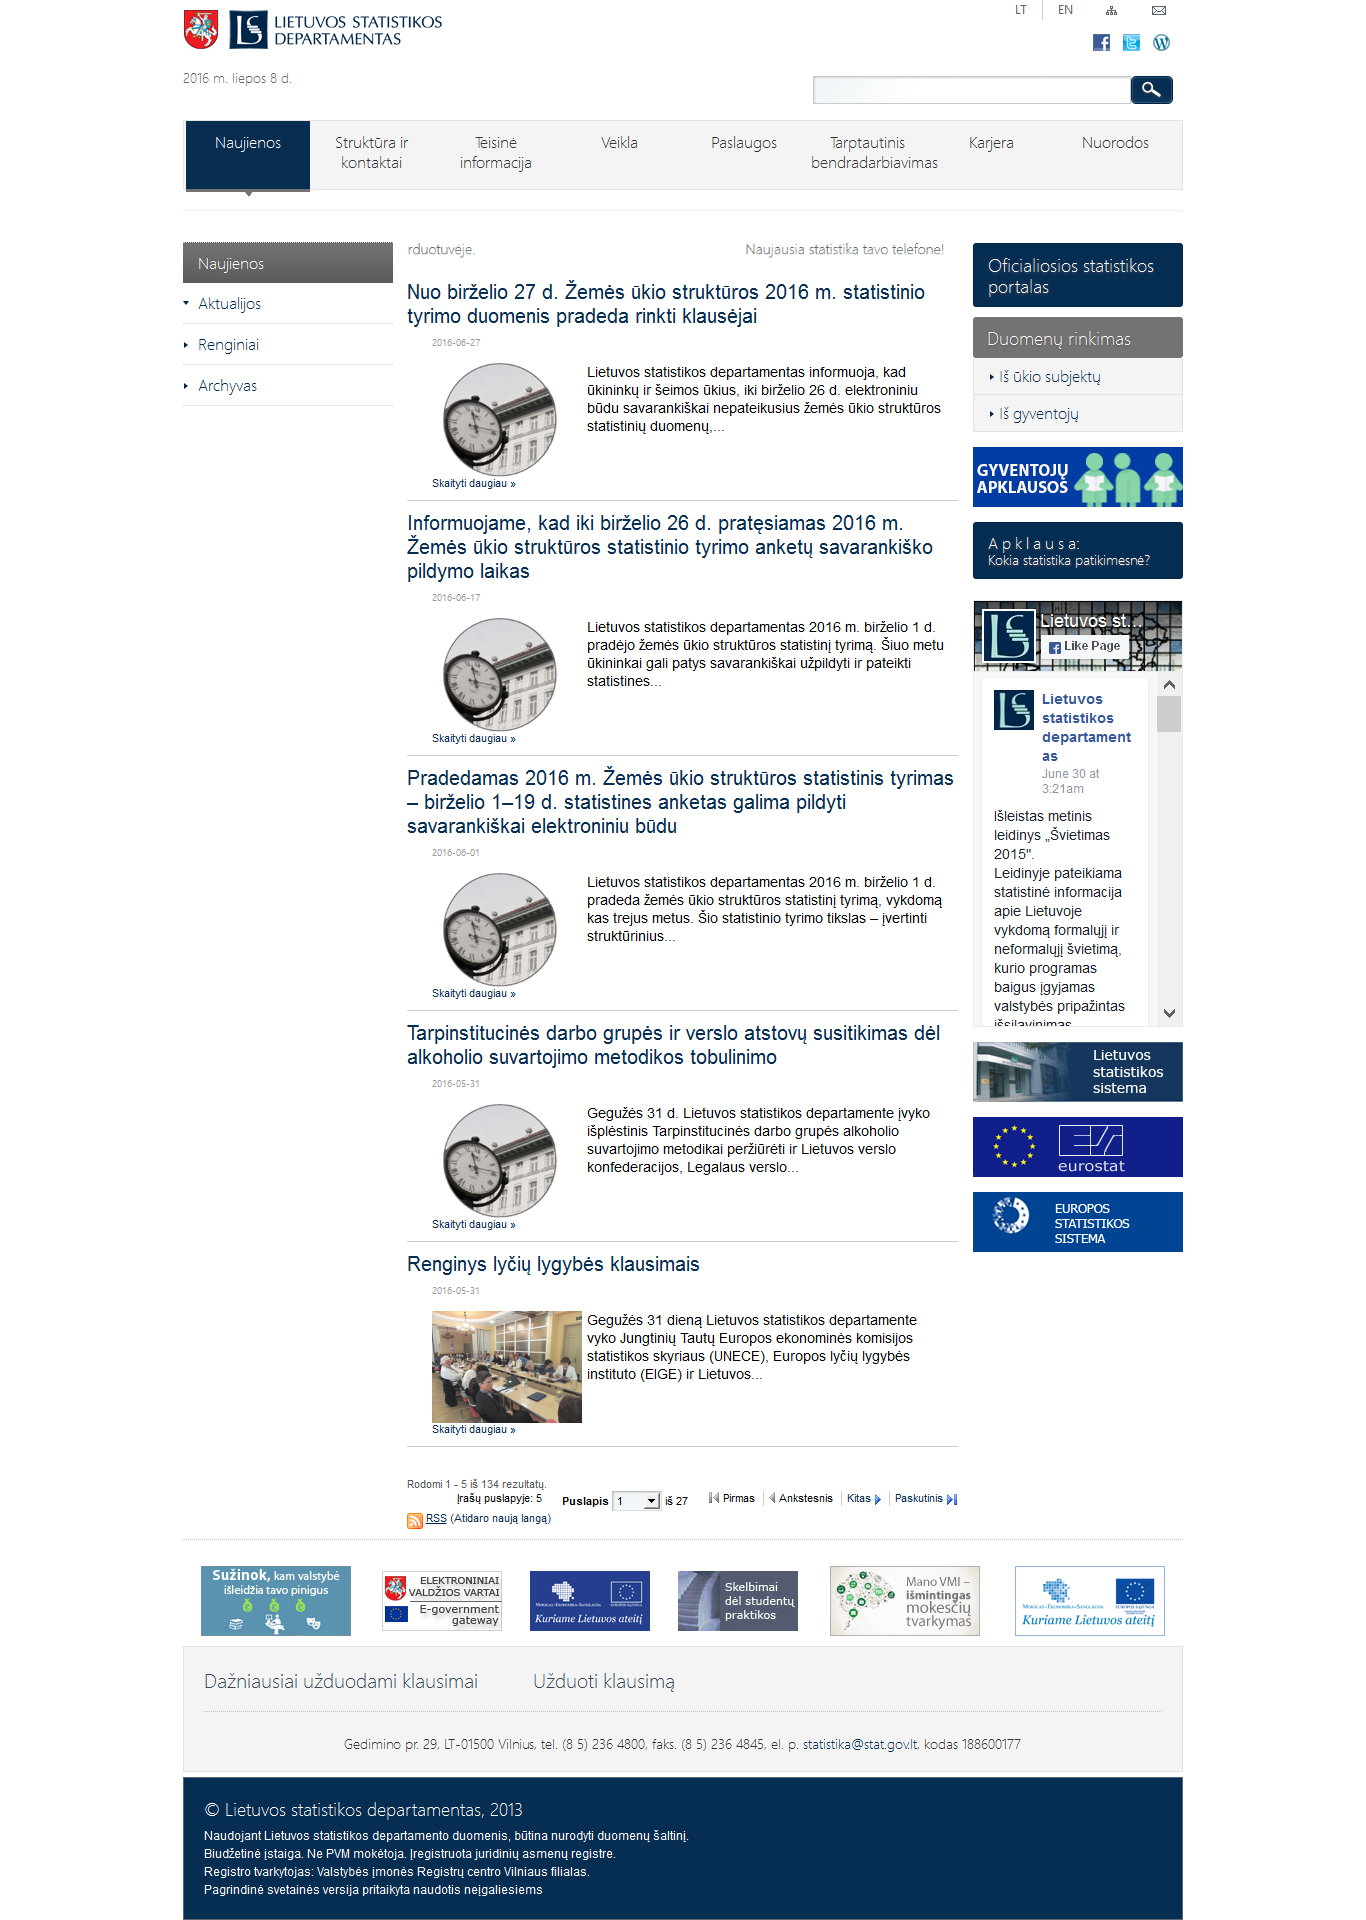 LIETUVOS STATISTIKOS
DEPARTAMENTAS
LT EN
2016 m. liepos 8 d.
Naujienos
Struktūra ir
kontaktai
Teisinė
informacija
Veikla
Paslaugos
Tarptautinis
bendradarbiavimas
Karjera
Nuorodos
Naujienos
Aktualijos
Renginiai
Archyvas
rduotuvėje. Naujausia statistika tavo telefone!
Nuo birželio 27 d. Žemės ūkio struktūros 2016 m. statistinio
tyrimo duomenis pradeda rinkti klausėjai
2016-06-27
Lietuvos statistikos departamentas informuoja, kad
ūkininkų ir šeimos ūkius, iki birželio 26 d. elektroniniu
būdu savarankiškai nepateikusius žemės ūkio struktūros
statistinių duomenų,...
Skaityti daugiau »
Informuojame, kad iki birželio 26 d. pratęsiamas 2016 m.
Žemės ūkio struktūros statistinio tyrimo anketų savarankiško
pildymo laikas
2016-06-17
Lietuvos statistikos departamentas 2016 m. birželio 1 d.
pradėjo žemės ūkio struktūros statistinį tyrimą. Šiuo metu
ūkininkai gali patys savarankiškai užpildyti ir pateikti
statistines...
Skaityti daugiau »
Pradedamas 2016 m. Žemės ūkio struktūros statistinis tyrimas
– birželio 1–19 d. statistines anketas galima pildyti
savarankiškai elektroniniu būdu
2016-06-01
Lietuvos statistikos departamentas 2016 m. birželio 1 d.
pradeda žemės ūkio struktūros statistinį tyrimą, vykdomą
kas trejus metus. Šio statistinio tyrimo tikslas – įvertinti
struktūrinius...
Skaityti daugiau »
Tarpinstitucinės darbo grupės ir verslo atstovų susitikimas dėl
alkoholio suvartojimo metodikos tobulinimo
2016-05-31
Gegužės 31 d. Lietuvos statistikos departamente įvyko
išplėstinis Tarpinstitucinės darbo grupės alkoholio
suvartojimo metodikai peržiūrėti ir Lietuvos verslo
konfederacijos, Legalaus verslo...
Skaityti daugiau »
Renginys lyčių lygybės klausimais
2016-05-31
Gegužės 31 dieną Lietuvos statistikos departamente
vyko Jungtinių Tautų Europos ekonominės komisijos
statistikos skyriaus (UNECE), Europos lyčių lygybės
instituto (EIGE) ir Lietuvos...
Skaityti daugiau »
Rodomi 1 - 5 iš 134 rezultatų.
Įrašų puslapyje: 5 Puslapis 1 iš 27 Pirmas Ankstesnis Kitas Paskutinis
RSS (Atidaro naują langą)
Oficialiosios statistikos
portalas
Duomenų rinkimas
Iš ūkio subjektų
Iš gyventojų
GYVENTOJŲ
APKLAUSOS
A p k l a u s a:
Kokia statistika patikimesnė?
Lietuvos st...
Like Page
Lietuvos
statistikos
departament
as
June 30 at
3:21am
Išleistas metinis
leidinys „Švietimas
2015".
Leidinyje pateikiama
statistinė informacija
apie Lietuvoje
vykdomą formalųjį ir
neformalųjį švietimą,
kurio programas
baigus įgyjamas
valstybės pripažintas
išsilavinimas
Lietuvos
statistikos
sistema
eurostat
EUROPOS
STATISTIKOS
SISTEMA
Sužinok, kam valstybė
išleidžia tavo pinigus
ELEKTRONINIAI
VALDŽIOS VARTAI
E-government
gateway
Kuriame Lietuvos ateitį
Skelbimai
dėl studentų
praktikos
Mano VMI –
išmintingas
mokesčių
tvarkymas
Kuriame Lietuvos ateitį
Dažniausiai užduodami klausimai Užduoti klausimą
Gedimino pr. 29, LT-01500 Vilnius, tel. (8 5) 236 4800, faks. (8 5) 236 4845, el. p. statistika@stat.gov.lt, kodas 188600177
© Lietuvos statistikos departamentas, 2013
Naudojant Lietuvos statistikos departamento duomenis, būtina nurodyti duomenų šaltinį.
Biudžetinė įstaiga. Ne PVM mokėtoja. Įregistruota juridinių asmenų registre.
Registro tvarkytojas: Valstybės įmonės Registrų centro Vilniaus filialas.
Pagrindinė svetainės versija pritaikyta naudotis neįgaliesiems